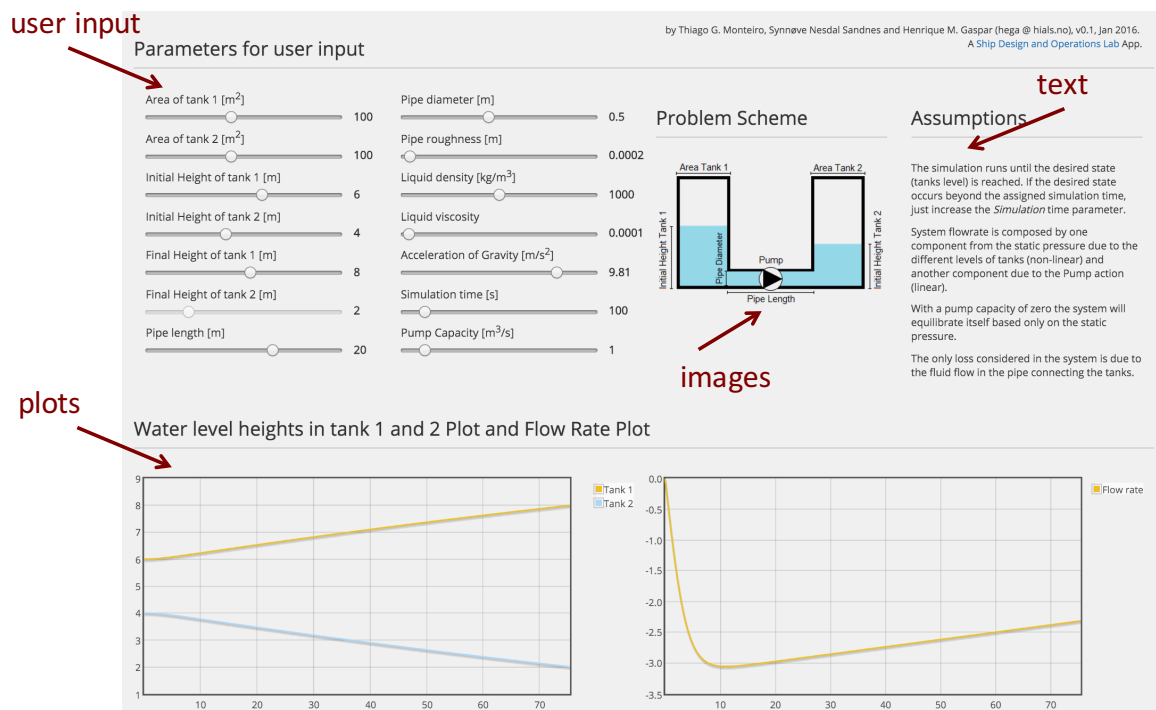 user input
by Thiago G. Monteiro, Synnøve Nesdal Sandnes and Henrique M. Gaspar (hega @ hials.no), v0.1, Jan 2016.
A Ship Design and Operations Lab App.
Parameters for user input
text
Area of tank 1 [m²]
100
Area of tank 2 [m²]
100
Initial Height of tank 1 [m]
6
Initial Height of tank 2 [m]
4
Final Height of tank 1 [m]
8
Final Height of tank 2 [m]
2
Pipe length [m]
20
Pipe diameter [m]
0.5
Pipe roughness [m]
0.0002
Liquid density [kg/m³]
1000
Liquid viscosity
0.0001
Acceleration of Gravity [m/s²]
9.81
Simulation time [s]
100
Pump Capacity [m³/s]
1
Problem Scheme
Area Tank 1
Area Tank 2
Initial Height Tank 1
Pipe Diameter
Pump
Initial Height Tank 2
Pipe Length
images
Assumptions
The simulation runs until the desired state
(tanks level) is reached. If the desired state
occurs beyond the assigned simulation time,
just increase the Simulation time parameter.
System flowrate is composed by one
component from the static pressure due to the
different levels of tanks (non-linear) and
another component due to the Pump action
(linear).
With a pump capacity of zero the system will
equilibrate itself based only on the static
pressure.
The only loss considered in the system is due to
the fluid flow in the pipe connecting the tanks.
plots
Water level heights in tank 1 and 2 Plot and Flow Rate Plot
9
8
7
6
5
4
3
2
1
10 20 30 40 50 60 70
Tank 1
Tank 2
0.0
-0.5
-1.0
-1.5
-2.0
-2.5
-3.0
-3.5
10 20 30 40 50 60 70
Flow rate